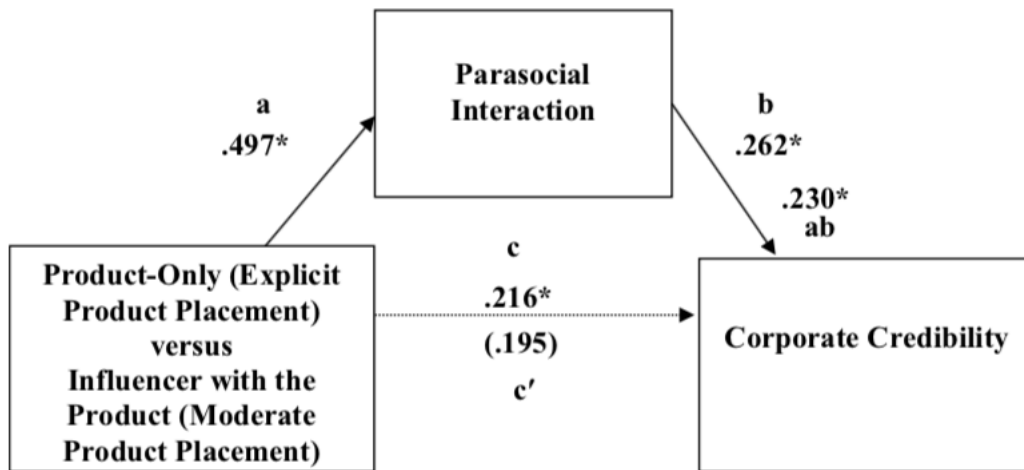 Parasocial
Interaction
a
.497*
b
.262*
.230*
ab
Product-Only (Explicit
Product Placement)
versus
Influencer with the
Product (Moderate
Product Placement)
c
.216*
(.195)
c′
Corporate Credibility